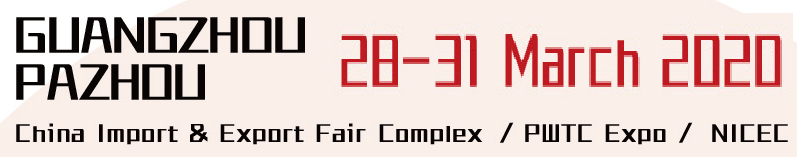 GUANGZHOU
PAZHOU
28-31 March 2020
China Import & Export Fair Complex / PWTC Expo / NICEC